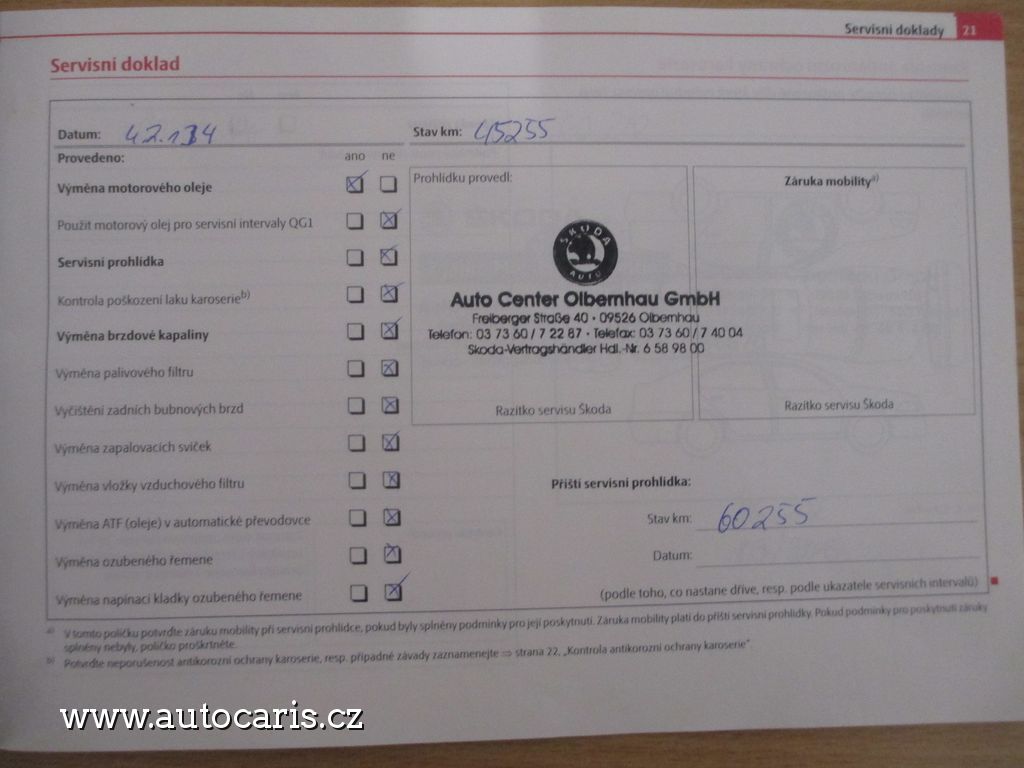 Servisní doklady 21
Servisní doklad
Datum:
Stav km: 45255
Provedeno: ano ne
Výměna motorového oleje
Použit motorový olej pro servisní intervaly QG1
Servisní prohlídka
Kontrola poškození laku karoserie b)
Výměna brzdové kapaliny
Výměna palivového filtru
Vyčištění zadních bubnových brzd
Výměna zapalovacích svíček
Výměna vložky vzduchového filtru
Výměna ATF (oleje) v automatické převodovce
Výměna ozubeného řemene
Výměna napínací kladky ozubeného řemene
Prohlídku provedl:
ŠKODA
AUTO
Auto Center Olbernhau GmbH
Freiberger Straße 40 · 09526 Olbernhau
Telefon: 03 73 60 / 7 22 87 · Telefax: 03 73 60 / 7 40 04
Skoda-Vertragshändler Hdl.-Nr. 6 58 98 00
Razítko servisu Škoda
Záruka mobility a)
Razítko servisu Škoda
Příští servisní prohlídka:
Stav km: 60255
Datum:
(podle toho, co nastane dříve, resp. podle ukazatele servisních intervalů)
a) V tomto políčku potvrďte záruku mobility při servisní prohlídce, pokud byly splněny podmínky pro její poskytnutí. Záruka mobility platí do příští servisní prohlídky. Pokud podmínky pro poskytnutí záruky
splněny nebyly, políčko proškrtněte.
b) Potvrďte neporušenost antikorozní ochrany karoserie, resp. případné závady zaznamenejte ⇒ strana 22, „Kontrola antikorozní ochrany karoserie“.
www.autocaris.cz